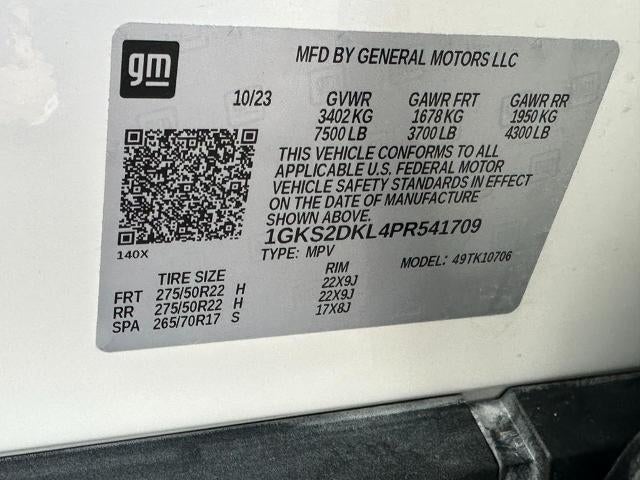 gm
MFD BY GENERAL MOTORS LLC
10/23 GVWR GAWR FRT GAWR RR
3402 KG 1678 KG 1950 KG
7500 LB 3700 LB 4300 LB
THIS VEHICLE CONFORMS TO ALL
APPLICABLE U.S. FEDERAL MOTOR
VEHICLE SAFETY STANDARDS IN EFFECT
ON THE DATE OF MANUFACTURE
SHOWN ABOVE.
1GKS2DKL4PR541709
140X
TYPE: MPV MODEL: 49TK10706
TIRE SIZE RIM
FRT 275/50R22 H 22X9J
RR 275/50R22 H 22X9J
SPA 265/70R17 S 17X8J